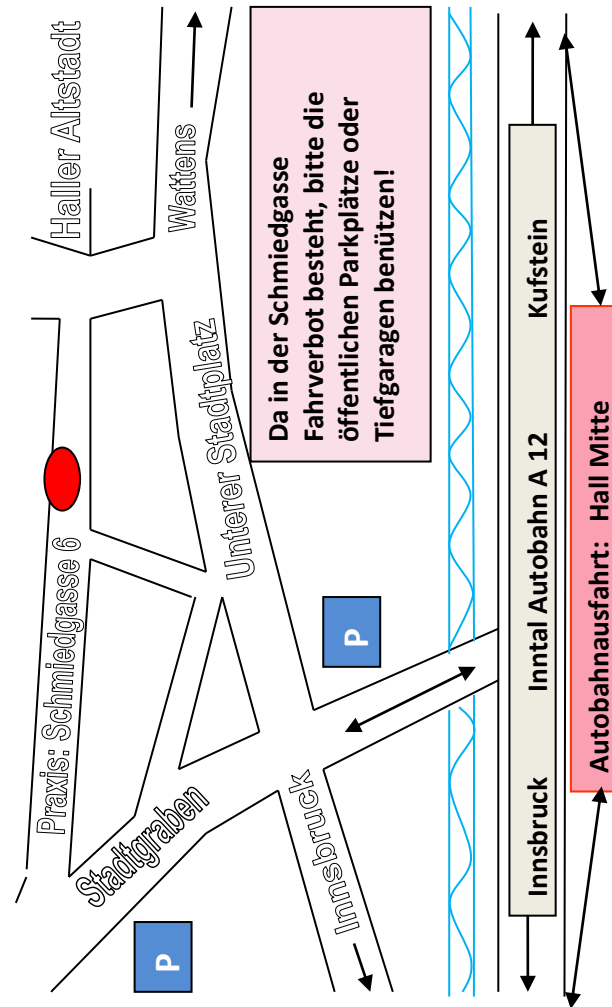 Haller Altstadt
Wattens
Praxis: Schmiedgasse 6
Unterer Stadtplatz
Stadtgraben
Innsbruck
P
P
Da in der Schmiedgasse
Fahrverbot besteht, bitte die
öffentlichen Parkplätze oder
Tiefgaragen benützen!
Innsbruck Inntal Autobahn A 12 Kufstein
Autobahnausfahrt: Hall Mitte